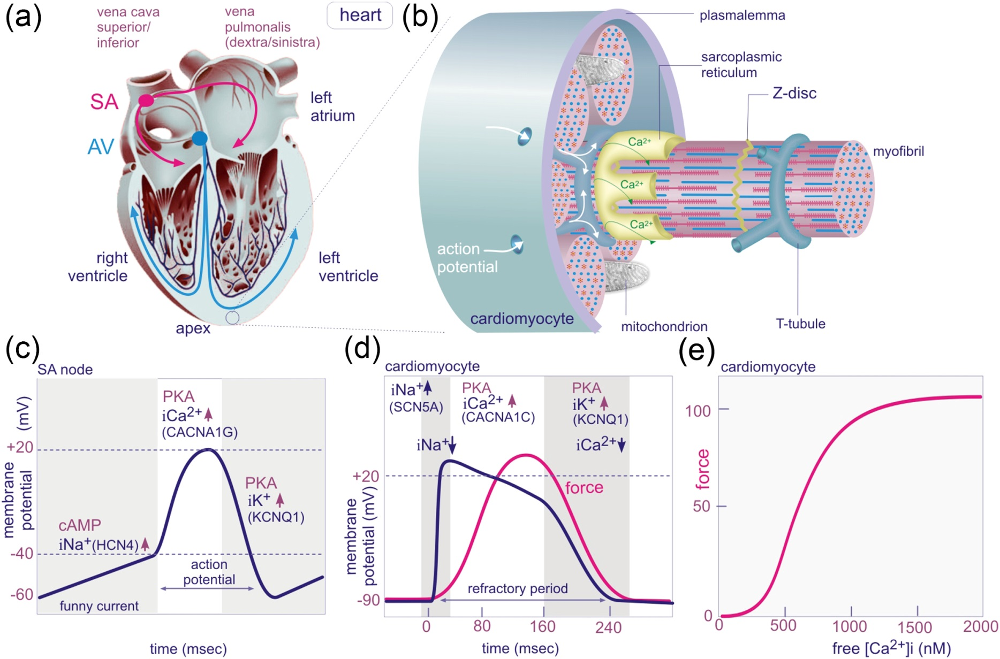 (a)
vena cava
superior/
inferior
vena
pulmonalis
(dextra/sinistra)
heart
SA
AV
left
atrium
right
ventricle
left
ventricle
apex
(b)
plasmalemma
sarcoplasmic
reticulum
Z-disc
myofibril
Ca2+
Ca2+
Ca2+
action
potential
cardiomyocyte
mitochondrion
T-tubule
(c)
SA node
membrane
potential (mV)
+20
-40
-60
PKA
iCa2+
(CACNA1G)
PKA
iK+
(KCNQ1)
cAMP
iNa+(HCN4)
action
potential
funny current
time (msec)
(d)
cardiomyocyte
iNa+
(SCN5A)
PKA
iCa2+
(CACNA1C)
PKA
iK+
(KCNQ1)
iNa+
iCa2+
+20
membrane
potential (mV)
force
refractory period
-90
0 80 160 240
time (msec)
(e)
cardiomyocyte
force
100
50
0
0 500 1000 1500 2000
free [Ca2+]i (nM)